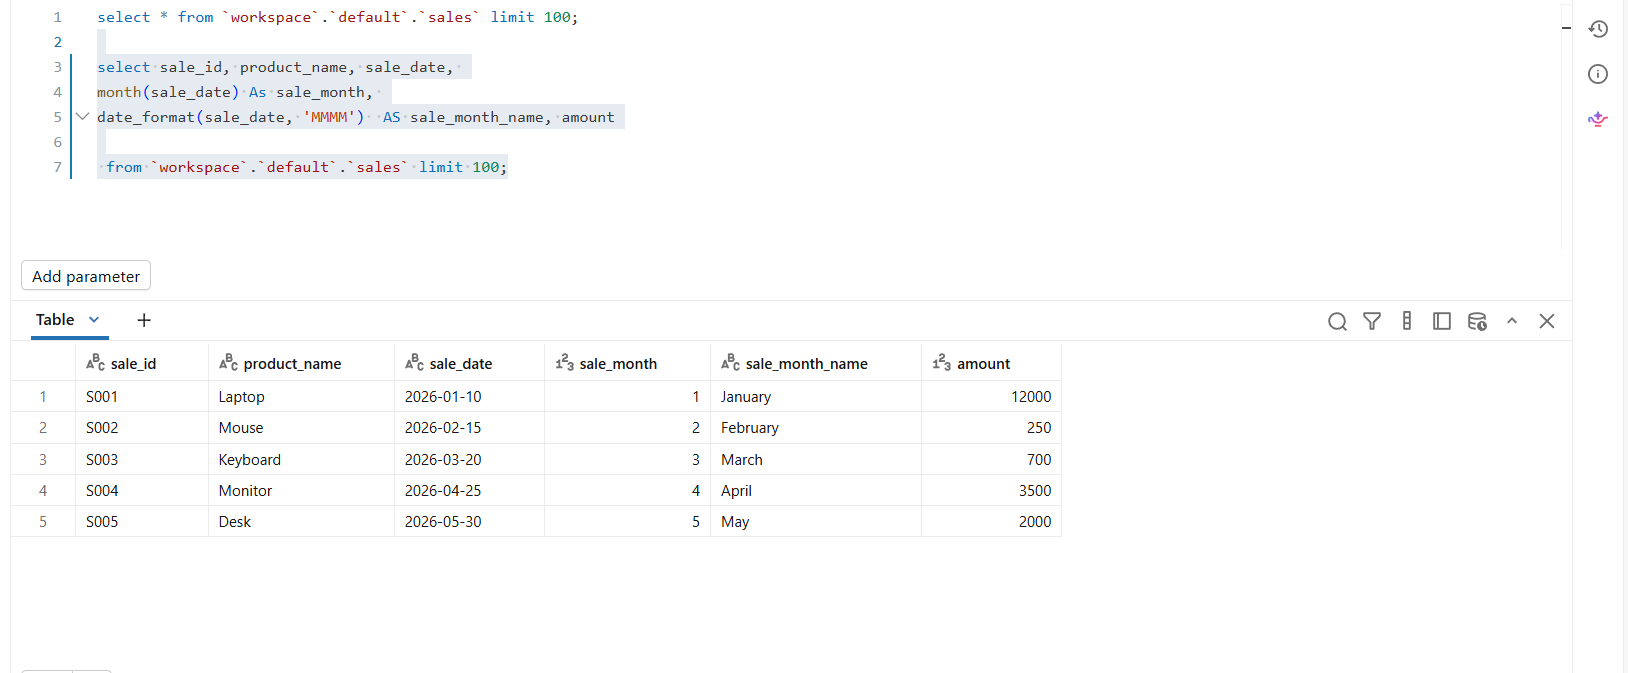 1 select * from `workspace`.`default`.`sales` limit 100;
2
3 select sale_id, product_name, sale_date,
4 month(sale_date) As sale_month,
5 date_format(sale_date, 'MMMM')  AS sale_month_name, amount
6
7  from `workspace`.`default`.`sales` limit 100;
Add parameter
Table +
sale_id product_name sale_date sale_month sale_month_name amount
1 S001 Laptop 2026-01-10 1 January 12000
2 S002 Mouse 2026-02-15 2 February 250
3 S003 Keyboard 2026-03-20 3 March 700
4 S004 Monitor 2026-04-25 4 April 3500
5 S005 Desk 2026-05-30 5 May 2000